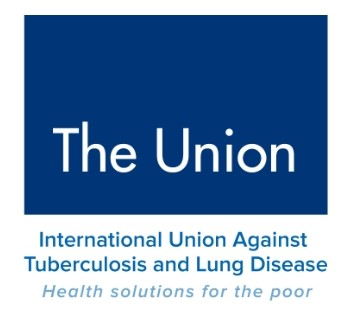 The Union
International Union Against
Tuberculosis and Lung Disease
Health solutions for the poor